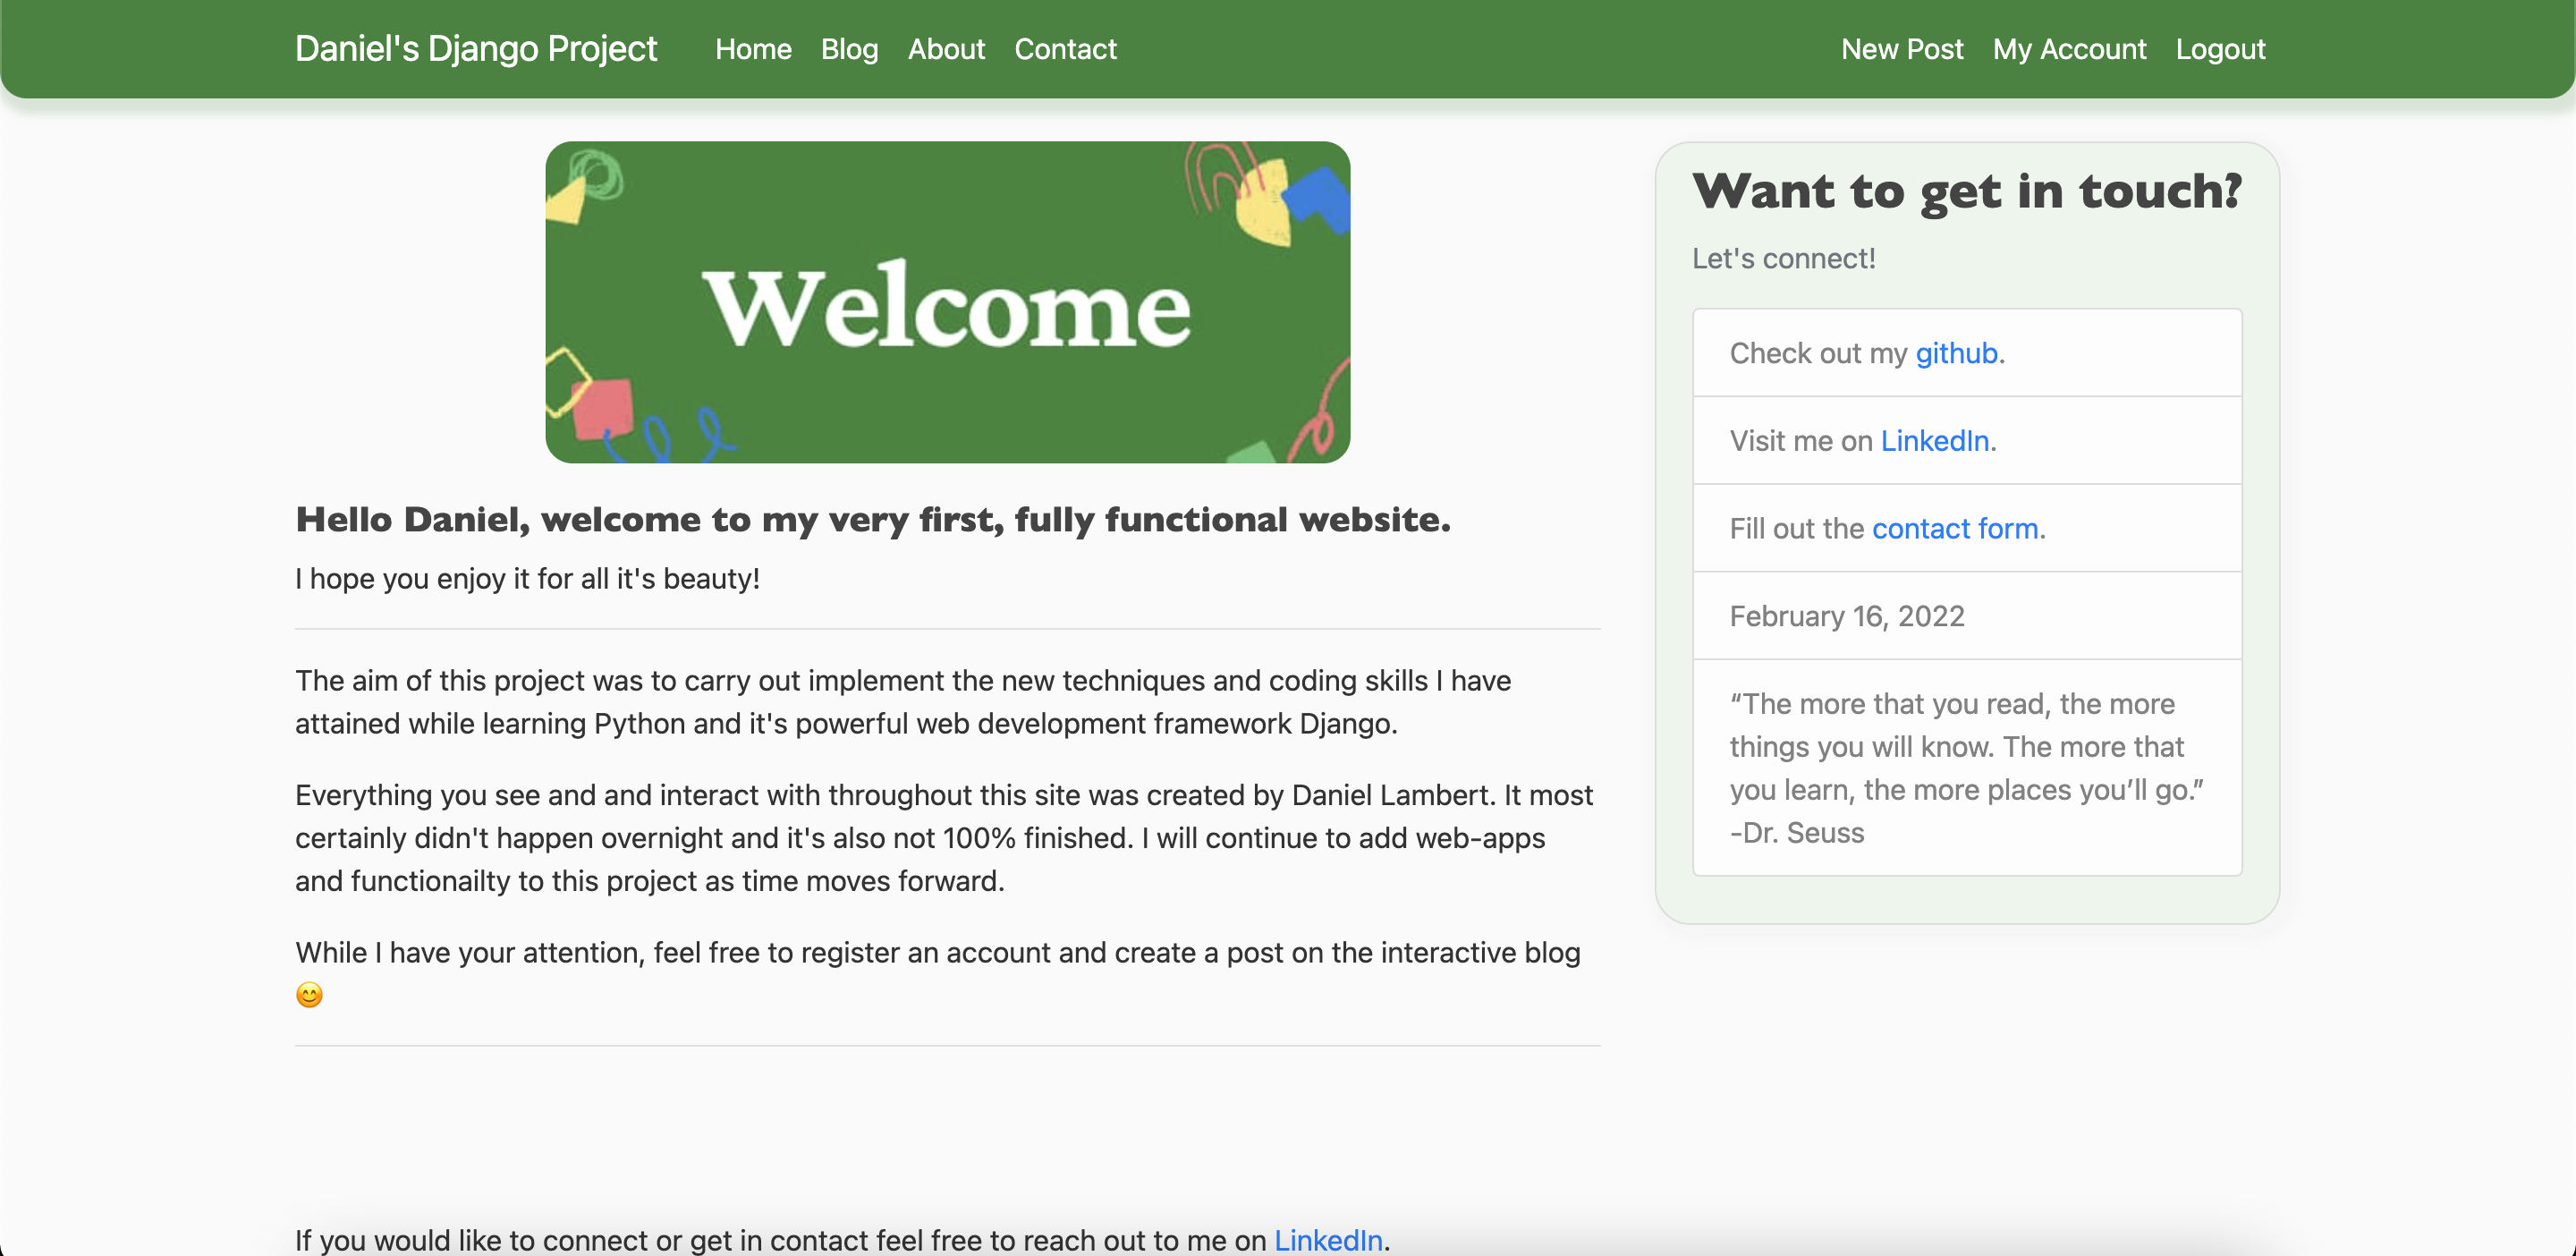 Daniel's Django Project Home Blog About Contact New Post My Account Logout
Welcome
Hello Daniel, welcome to my very first, fully functional website.
I hope you enjoy it for all it's beauty!
The aim of this project was to carry out implement the new techniques and coding skills I have
attained while learning Python and it's powerful web development framework Django.
Everything you see and and interact with throughout this site was created by Daniel Lambert. It most
certainly didn't happen overnight and it's also not 100% finished. I will continue to add web-apps
and functionailty to this project as time moves forward.
While I have your attention, feel free to register an account and create a post on the interactive blog
😊
If you would like to connect or get in contact feel free to reach out to me on LinkedIn.
Want to get in touch?
Let's connect!
Check out my github.
Visit me on LinkedIn.
Fill out the contact form.
February 16, 2022
“The more that you read, the more
things you will know. The more that
you learn, the more places you’ll go.”
-Dr. Seuss